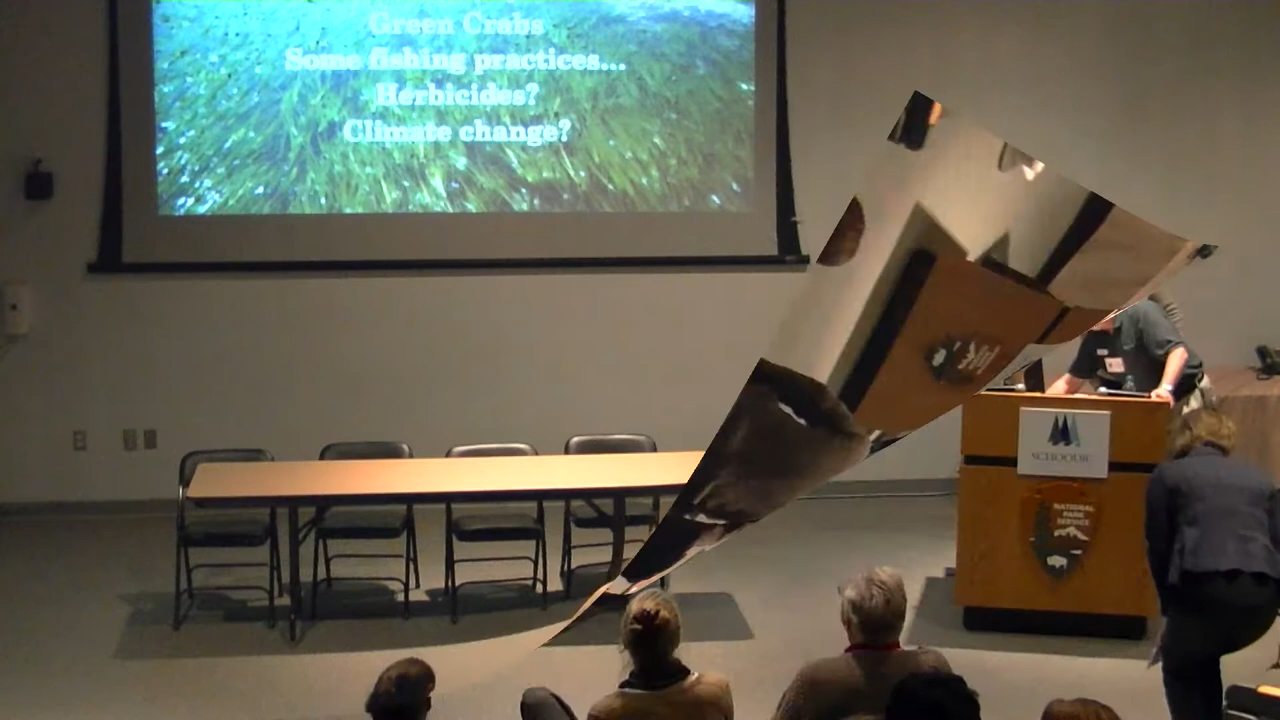 Green Crabs
Some fishing practices...
Herbicides?
Climate change?
SCHOODIC
NATIONAL
PARK
SERVICE